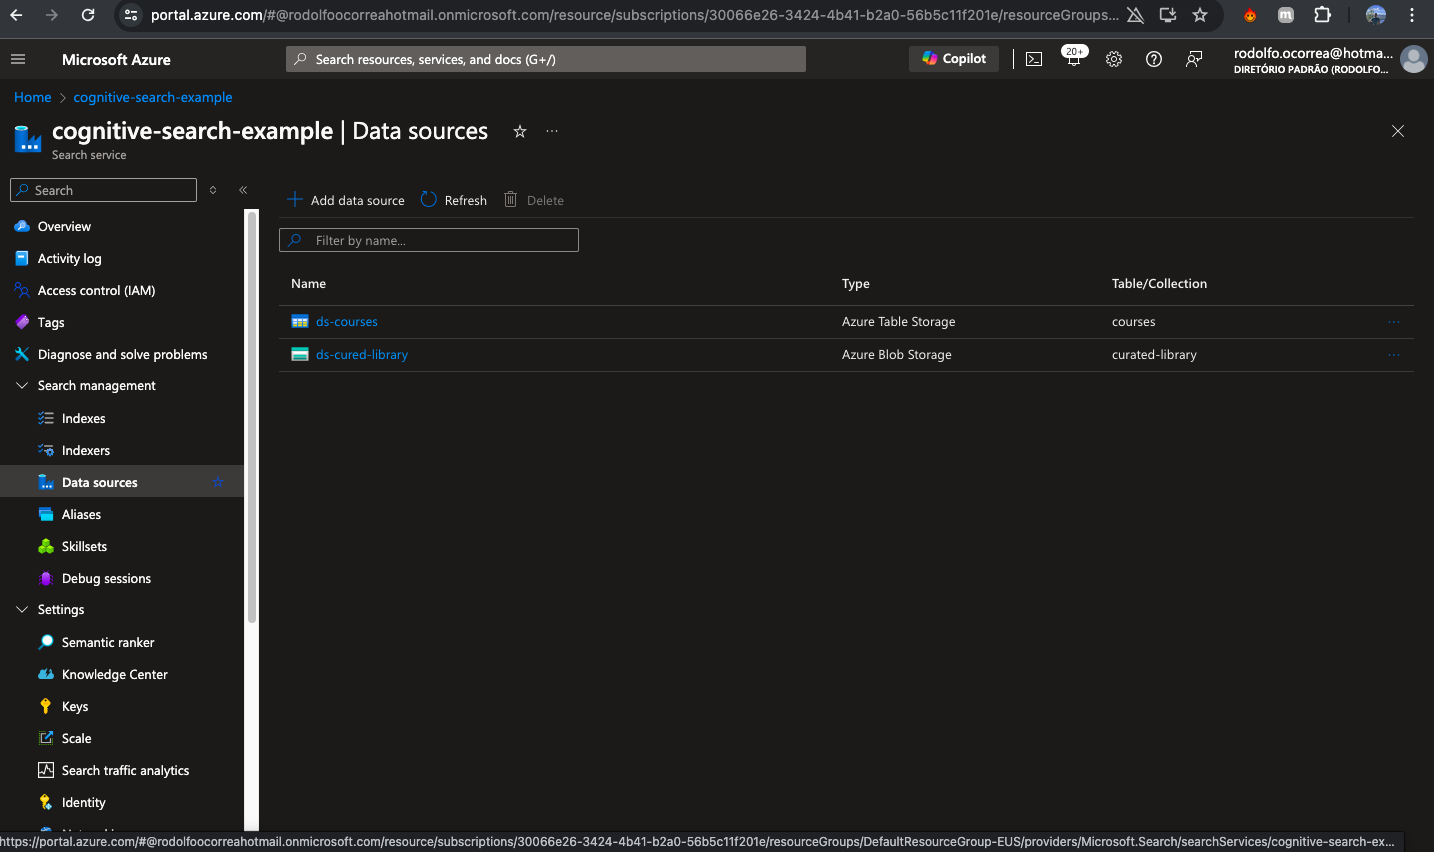 portal.azure.com/#@rodolfoocorreahotmail.onmicrosoft.com/resource/subscriptions/30066e26-3424-4b41-b2a0-56b5c11f201e/resourceGroups...
m
Microsoft Azure
Search resources, services, and docs (G+/)
Copilot
20+
rodolfo.ocorrea@hotma...
DIRETÓRIO PADRÃO (RODOLFO...
Home > cognitive-search-example
cognitive-search-example | Data sources
Search service
Search
Add data source
Refresh
Delete
Filter by name...
Overview
Activity log
Access control (IAM)
Tags
Diagnose and solve problems
Search management
Indexes
Indexers
Data sources
Aliases
Skillsets
Debug sessions
Settings
Semantic ranker
Knowledge Center
Keys
Scale
Search traffic analytics
Identity
Name Type Table/Collection
ds-courses Azure Table Storage courses
ds-cured-library Azure Blob Storage curated-library
https://portal.azure.com/#@rodolfoocorreahotmail.onmicrosoft.com/resource/subscriptions/30066e26-3424-4b41-b2a0-56b5c11f201e/resourceGroups/DefaultResourceGroup-EUS/providers/Microsoft.Search/searchServices/cognitive-search-ex...